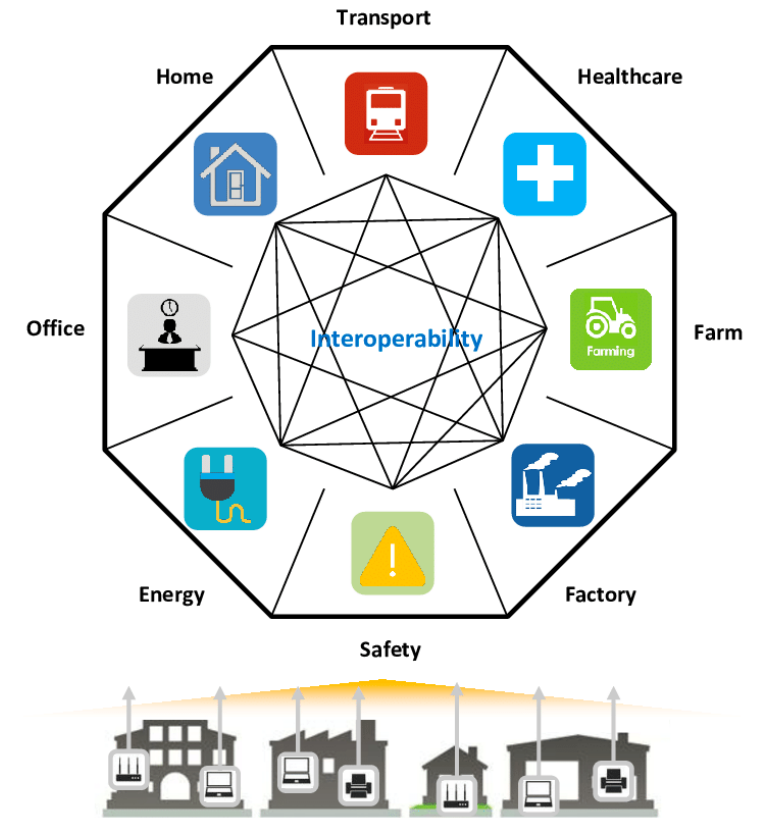 Transport
Home
Healthcare
Office
Interoperability
Farming
Farm
Energy
Factory
Safety